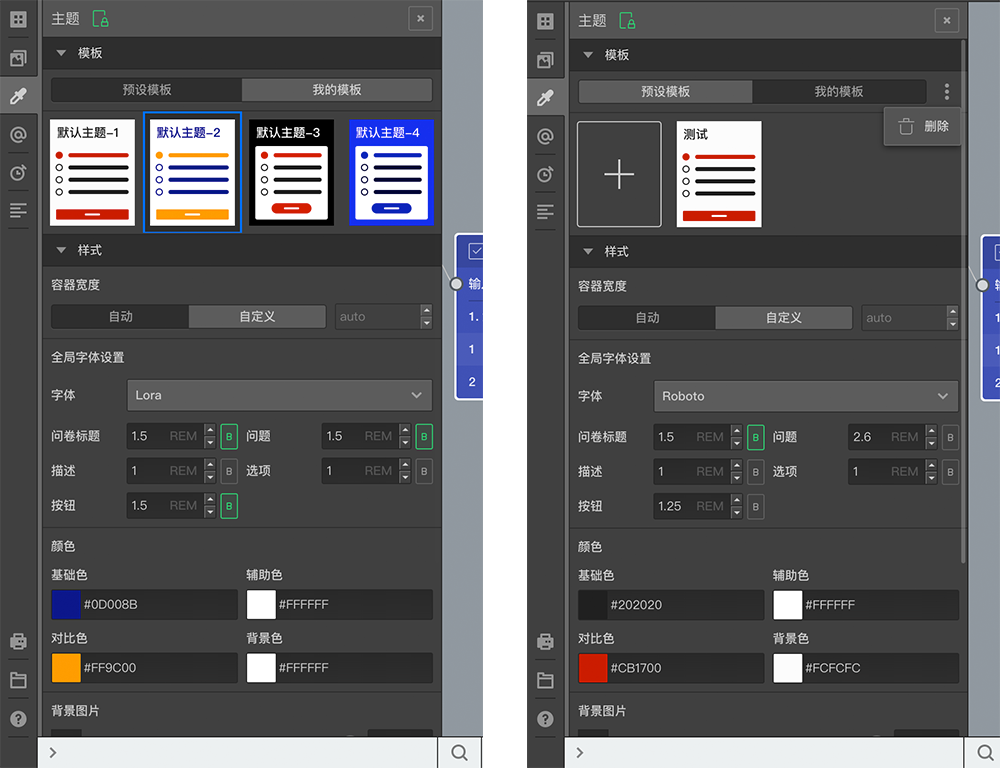 主题
模板
预设模板 我的模板
默认主题-1 默认主题-2 默认主题-3 默认主题-4
样式
容器宽度
自动 自定义 auto
全局字体设置
字体 Lora
问卷标题 1.5 REM B 问题 1.5 REM B
描述 1 REM B 选项 1 REM B
按钮 1.5 REM B
颜色
基础色 辅助色
#0D008B #FFFFFF
对比色 背景色
#FF9C00 #FFFFFF
背景图片
1.
1
2
主题
模板
预设模板 我的模板
删除
测试
样式
容器宽度
自动 自定义 auto
全局字体设置
字体 Roboto
问卷标题 1.5 REM B 问题 2.6 REM B
描述 1 REM B 选项 1 REM B
按钮 1.25 REM B
颜色
基础色 辅助色
#202020 #FFFFFF
对比色 背景色
#CB1700 #FCFCFC
背景图片
1
1
2